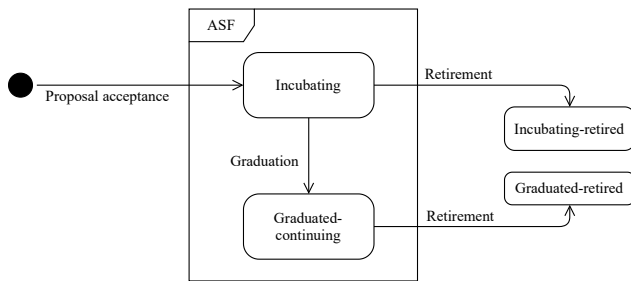 ASF
Proposal acceptance
Incubating
Retirement
Incubating-retired
Graduation
Graduated-retired
Graduated-
continuing
Retirement